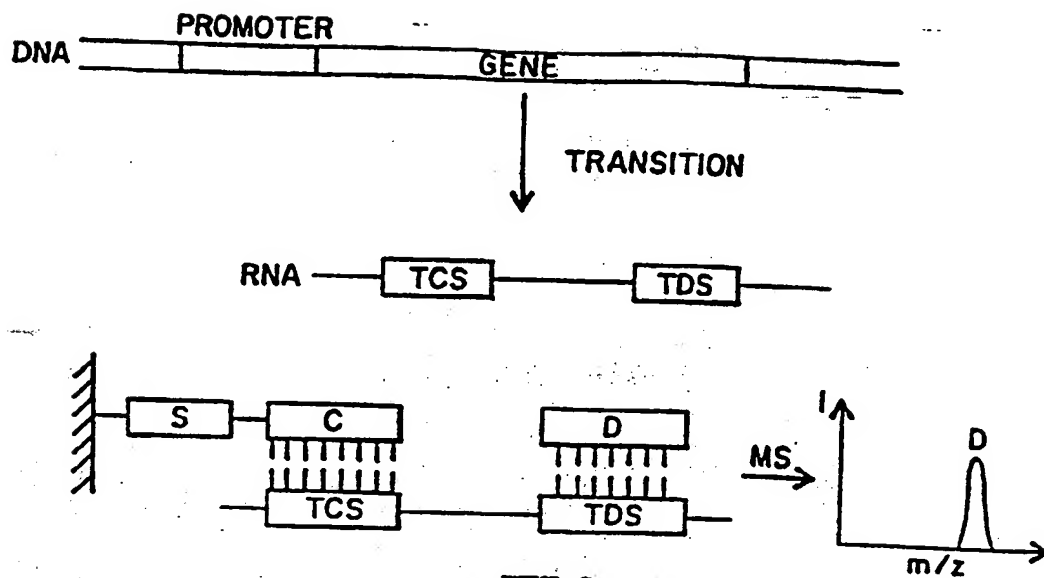 PROMOTER
DNA
GENE
TRANSITION
RNA TCS TDS
S C D
TCS TDS
MS
I
D
m/z